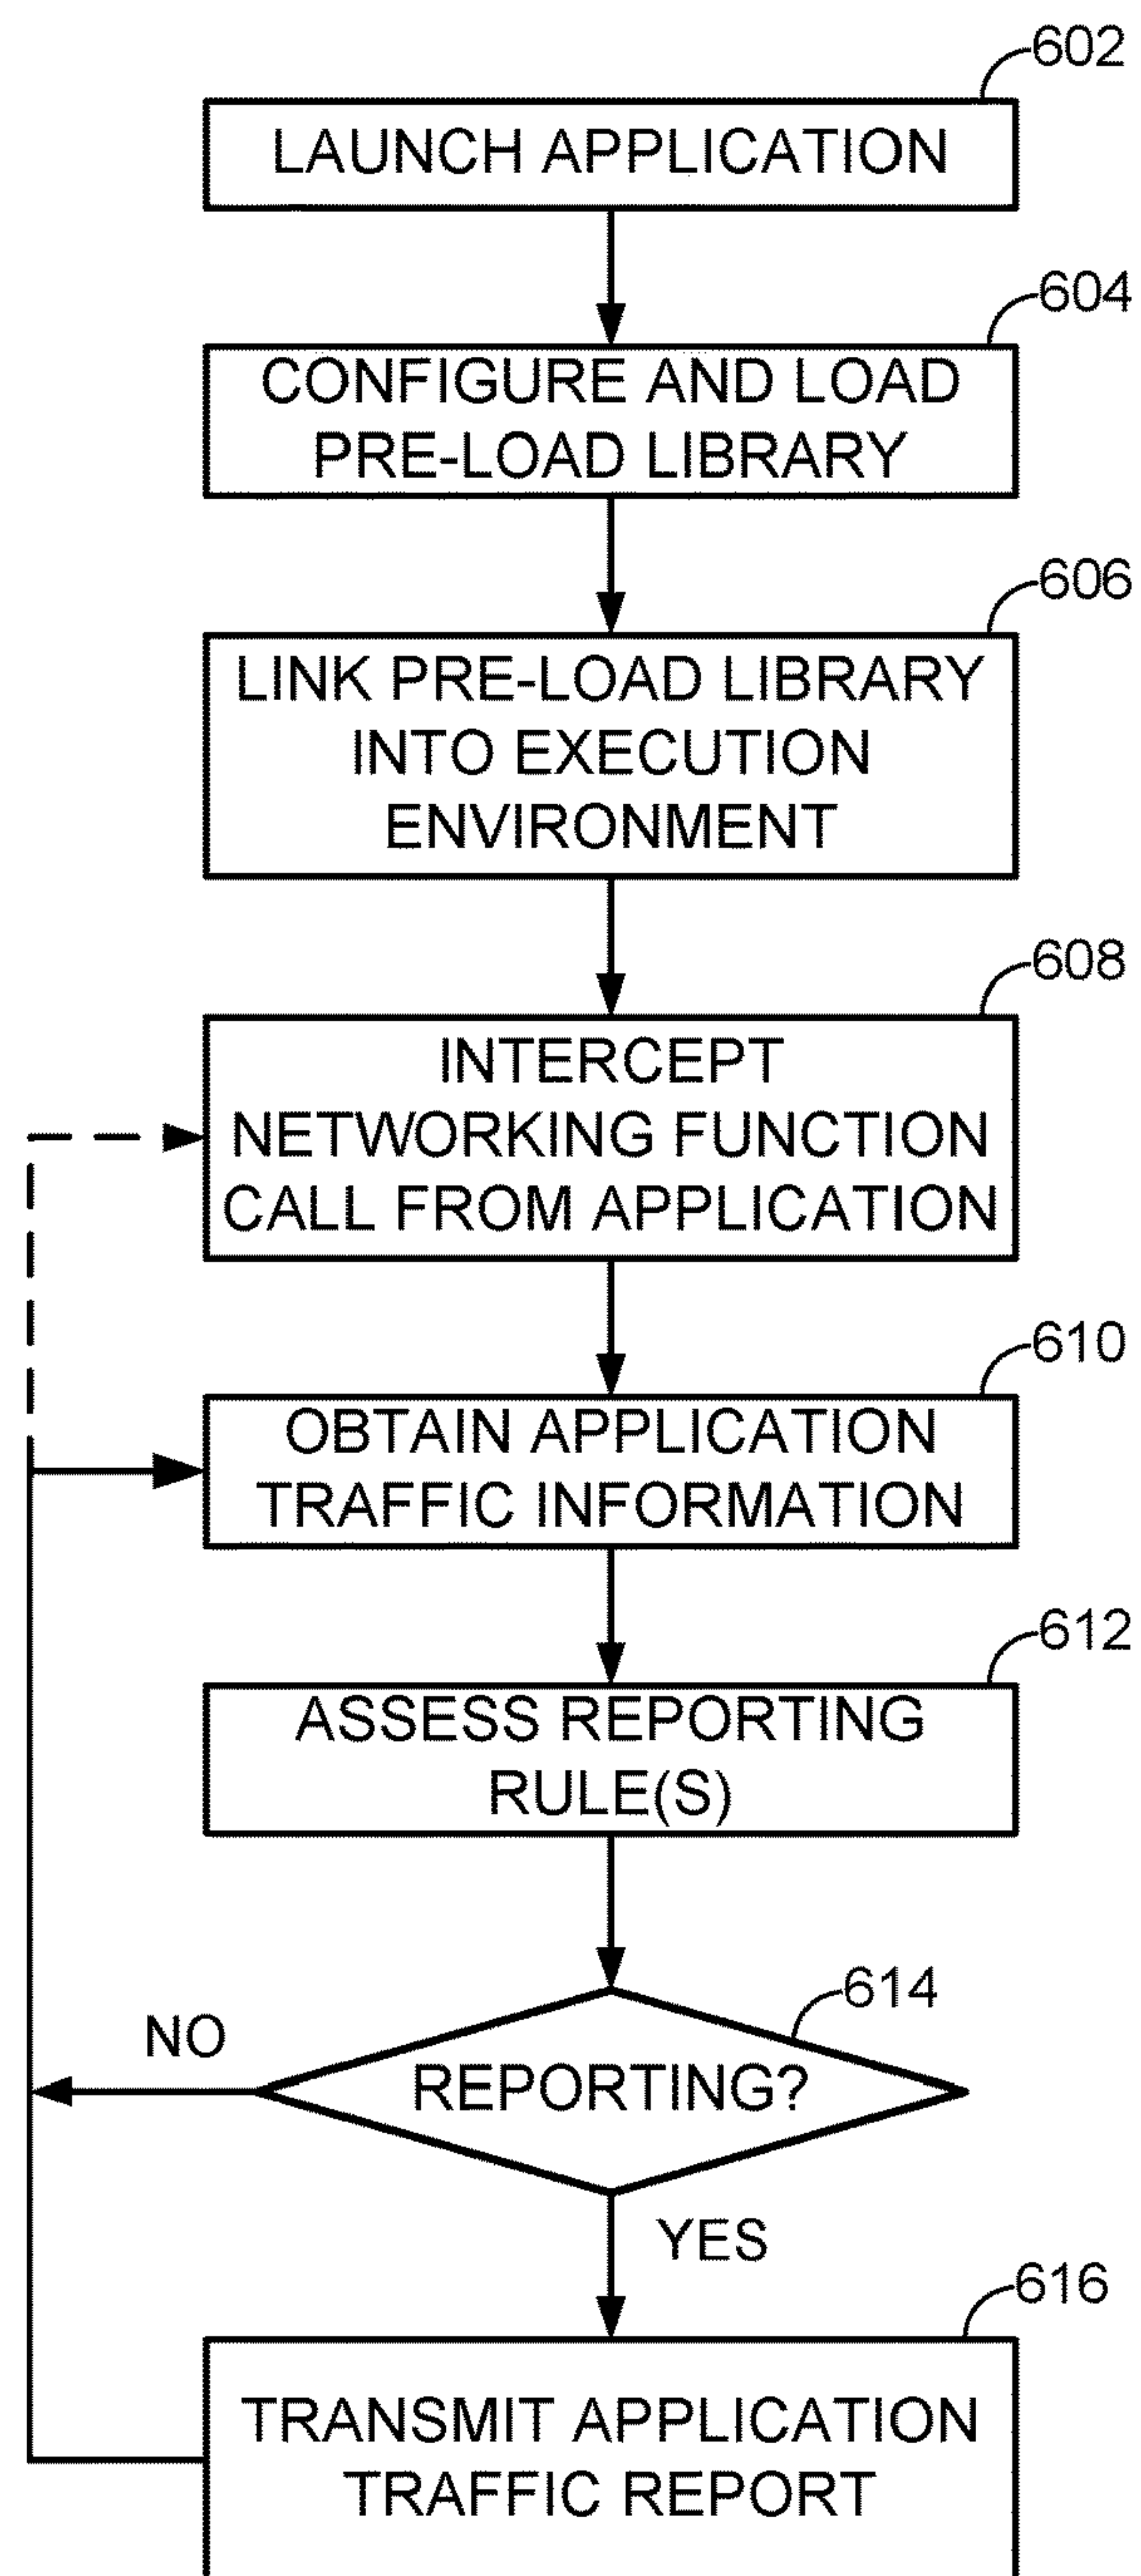 602
LAUNCH APPLICATION
604
CONFIGURE AND LOAD
PRE-LOAD LIBRARY
606
LINK PRE-LOAD LIBRARY
INTO EXECUTION
ENVIRONMENT
608
INTERCEPT
NETWORKING FUNCTION
CALL FROM APPLICATION
610
OBTAIN APPLICATION
TRAFFIC INFORMATION
612
ASSESS REPORTING
RULE(S)
614
NO
REPORTING?
YES
616
TRANSMIT APPLICATION
TRAFFIC REPORT